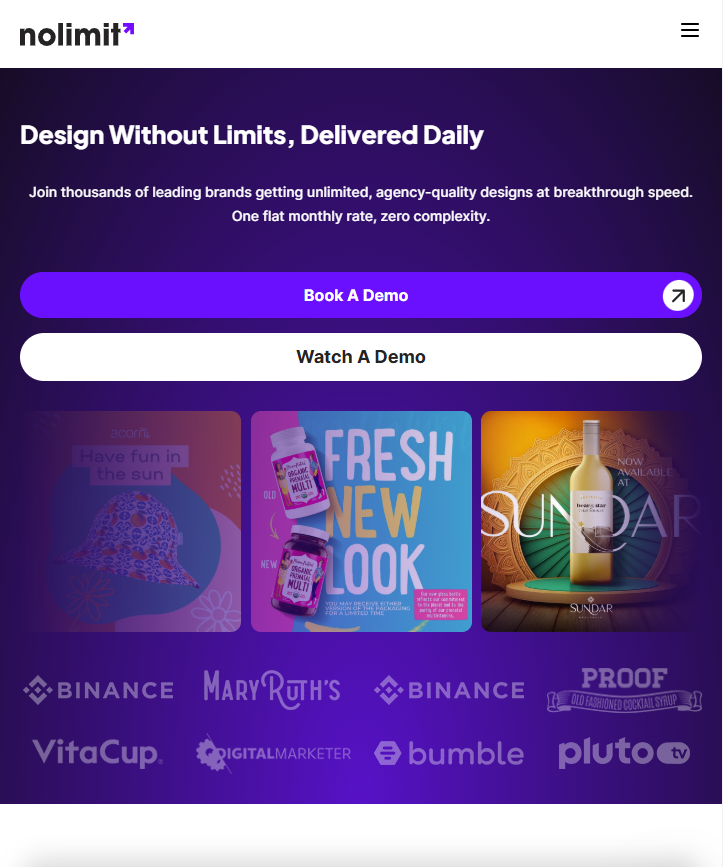 nolimit
Design Without Limits, Delivered Daily
Join thousands of leading brands getting unlimited, agency-quality designs at breakthrough speed.
One flat monthly rate, zero complexity.
Book A Demo
Watch A Demo
acorn
Have fun in
the sun
FRESH
NEW
LOOK
OLD
NEW
ORGANIC
PRENATAL
MULTI
ORGANIC
PRENATAL
MULTI
YOU MAY RECEIVE EITHER
VERSION OF THE PACKAGING
FOR A LIMITED TIME
NOW
AVAILABLE
AT
SUNDAR
SUNDAR
BINANCE
MARYRUTH'S
BINANCE
PROOF
OLD FASHIONED COCKTAIL SYRUP
VitaCup®
DIGITALMARKETER
bumble
pluto tv